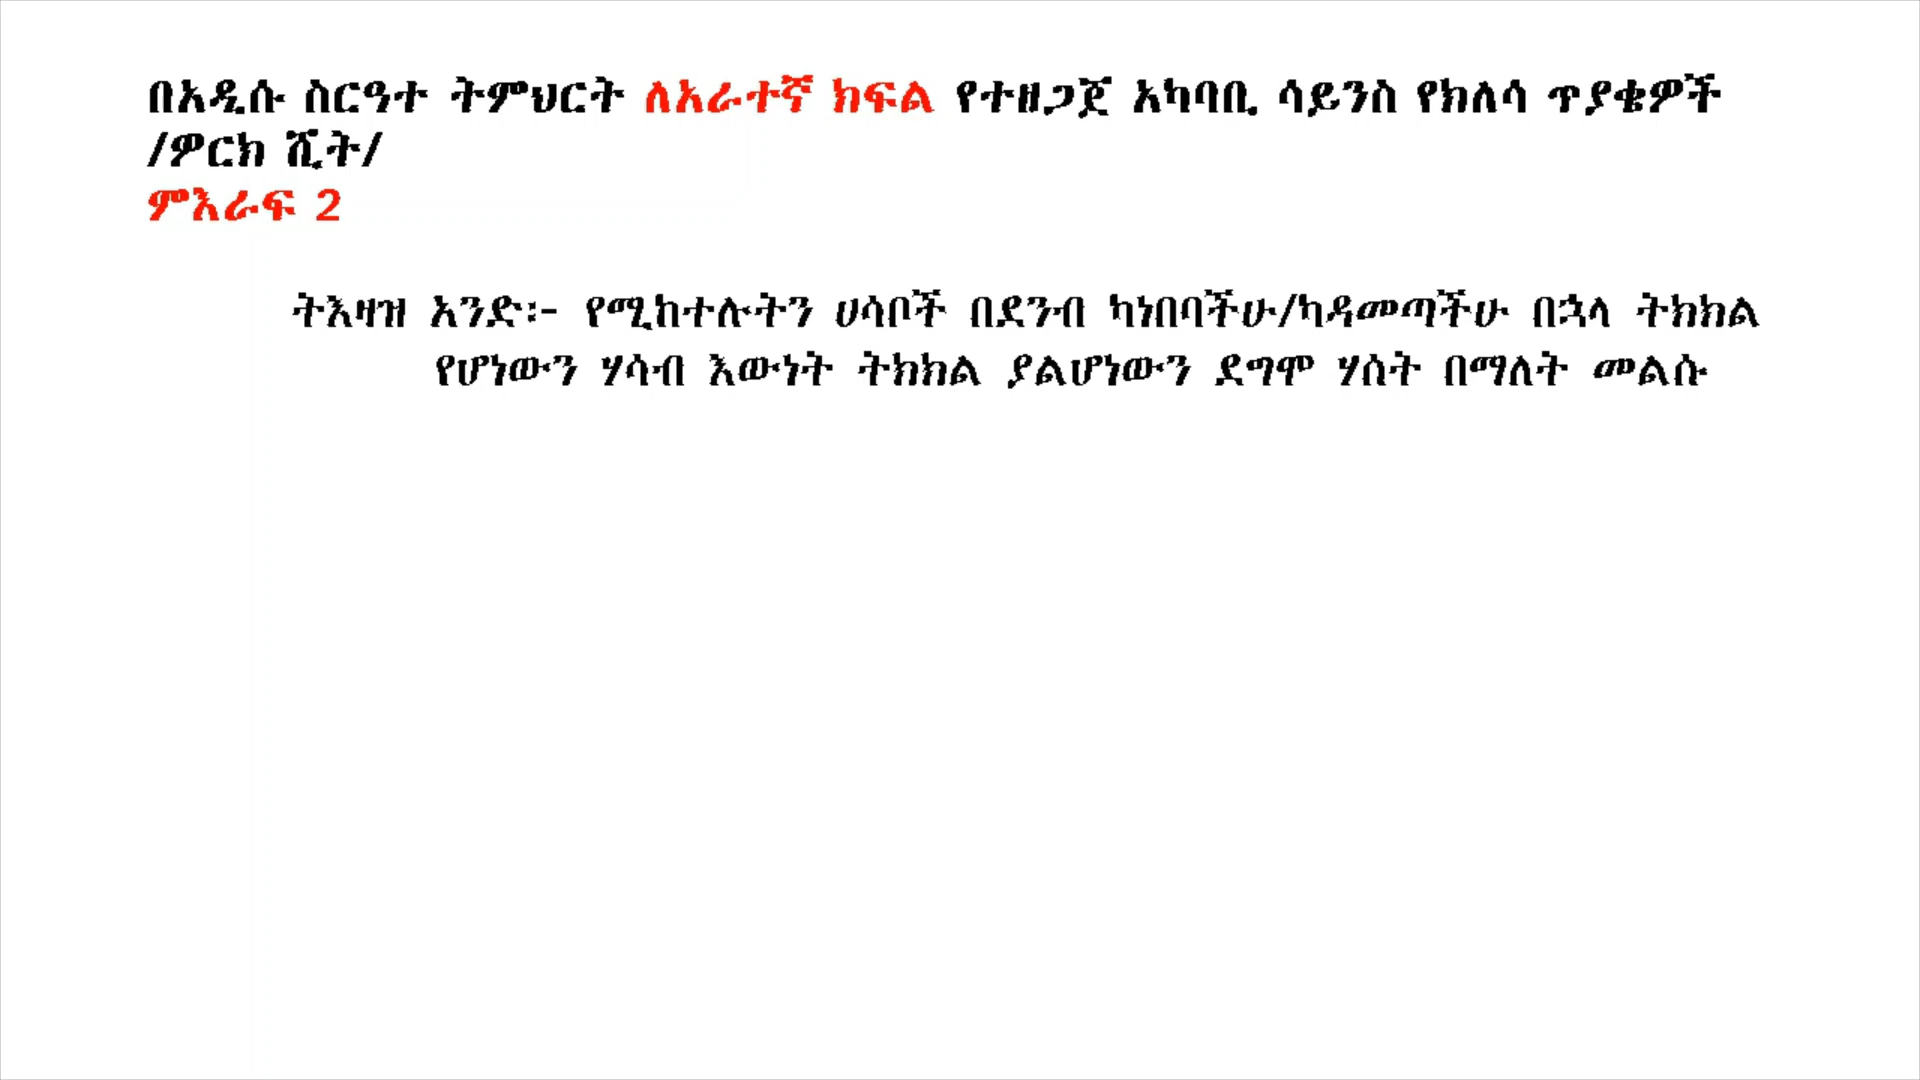 በአዲሱ ስርዓተ ትምህርት ለአራተኛ ክፍል የተዘጋጀ አካባቢ ሳይንስ የክለሳ ጥያቄዎች
/ዎርክ ሺት/
ምእራፍ 2
ትእዛዝ አንድ፡- የሚከተሉትን ሀሳቦች በደንብ ካነበባችሁ/ካዳመጣችሁ በኋላ ትክክል
የሆነውን ሃሳብ እውነት ትክክል ያልሆነውን ደግሞ ሃሰት በማለት መልሱ